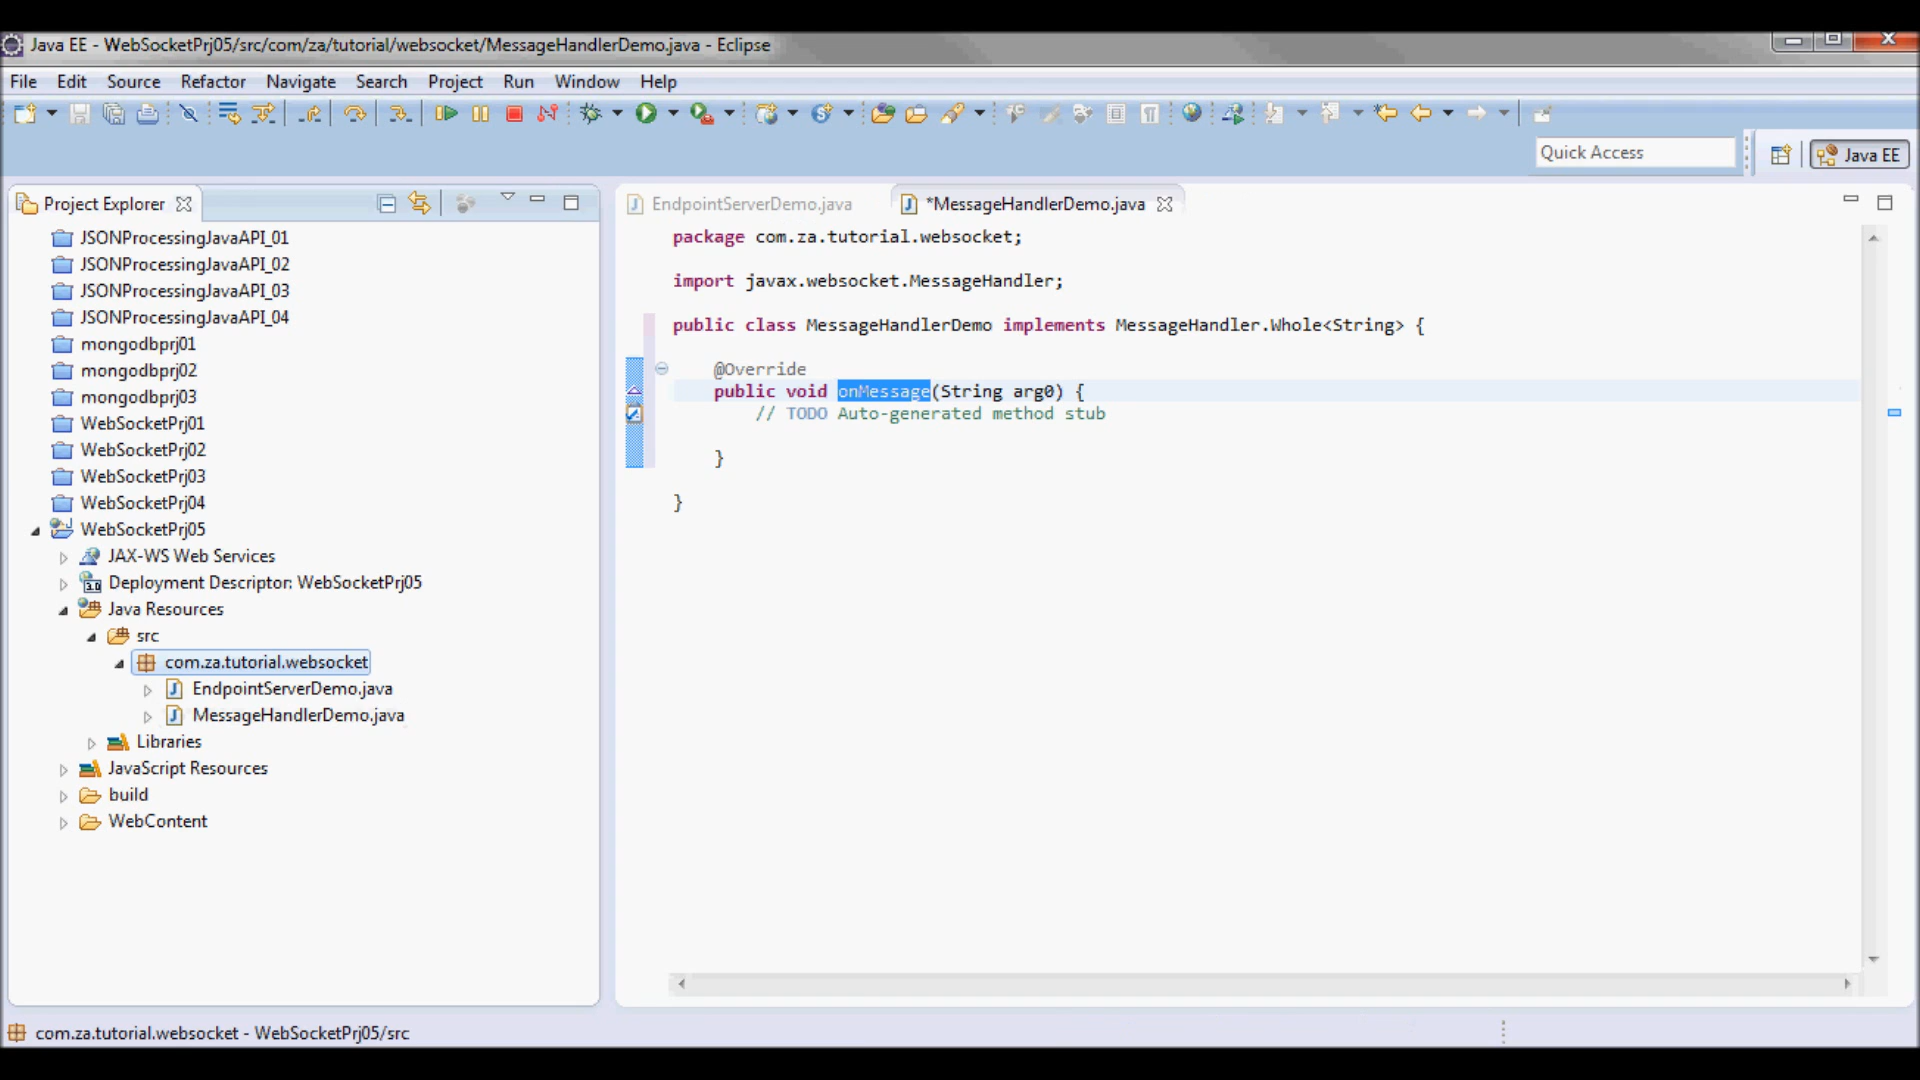 Java EE - WebSocketPrj05/src/com/za/tutorial/websocket/MessageHandlerDemo.java - Eclipse
File Edit Source Refactor Navigate Search Project Run Window Help
Quick Access
Java EE
Project Explorer
JSONProcessingJavaAPI_01
JSONProcessingJavaAPI_02
JSONProcessingJavaAPI_03
JSONProcessingJavaAPI_04
mongodbprj01
mongodbprj02
mongodbprj03
WebSocketPrj01
WebSocketPrj02
WebSocketPrj03
WebSocketPrj04
WebSocketPrj05
JAX-WS Web Services
Deployment Descriptor: WebSocketPrj05
Java Resources
src
com.za.tutorial.websocket
EndpointServerDemo.java
MessageHandlerDemo.java
Libraries
JavaScript Resources
build
WebContent
EndpointServerDemo.java *MessageHandlerDemo.java
package com.za.tutorial.websocket;
import javax.websocket.MessageHandler;
public class MessageHandlerDemo implements MessageHandler.Whole<String> {
@Override
public void onMessage(String arg0) {
// TODO Auto-generated method stub
}
}
com.za.tutorial.websocket - WebSocketPrj05/src